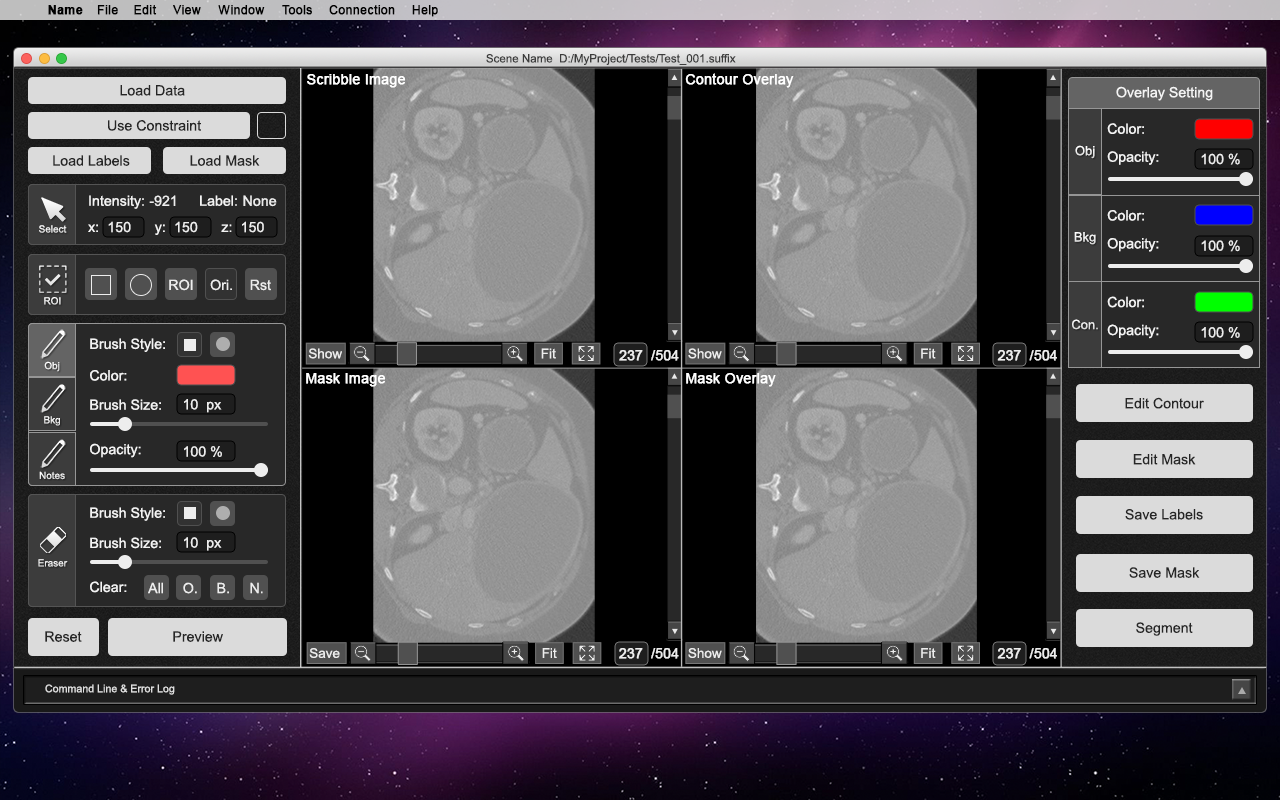 Name File Edit View Window Tools Connection Help
Scene Name D:/MyProject/Tests/Test_001.suffix
Load Data
Use Constraint
Load Labels Load Mask
Select
Intensity: -921 Label: None
x: 150 y: 150 z: 150
ROI
ROI Ori. Rst
Obj
Bkg
Notes
Brush Style:
Color:
Brush Size: 10 px
Opacity: 100 %
Eraser
Brush Style:
Brush Size: 10 px
Clear: All O. B. N.
Reset Preview
Scribble Image
Show Fit 237 /504
Contour Overlay
Show Fit 237 /504
Mask Image
Save Fit 237 /504
Mask Overlay
Show Fit 237 /504
Overlay Setting
Obj
Color:
Opacity: 100 %
Bkg
Color:
Opacity: 100 %
Con.
Color:
Opacity: 100 %
Edit Contour
Edit Mask
Save Labels
Save Mask
Segment
Command Line & Error Log